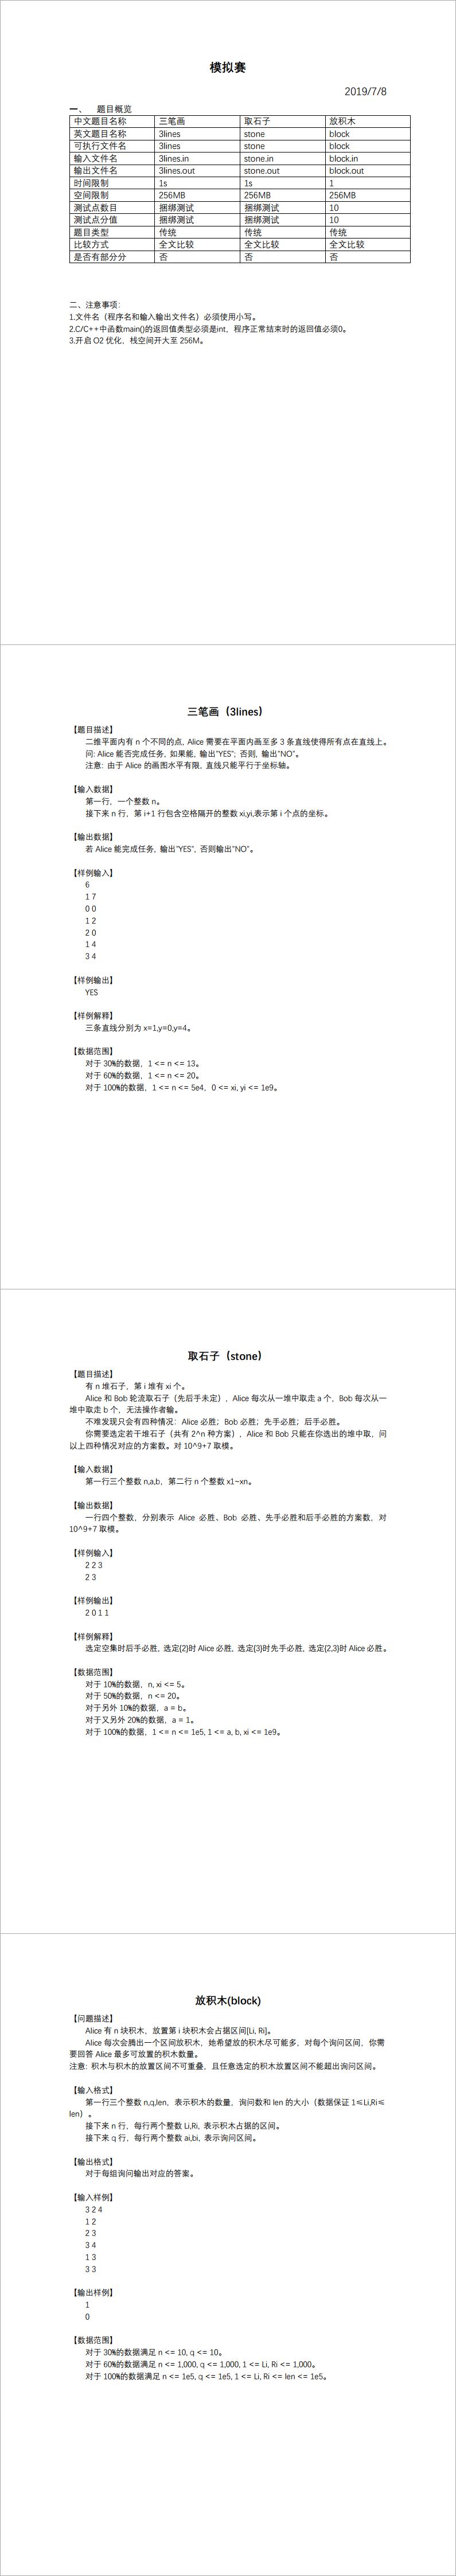 模拟赛
2019/7/8
一、 题目概览
中文题目名称 三笔画 取石子 放积木
英文题目名称 3lines stone block
可执行文件名 3lines stone block
输入文件名 3lines.in stone.in block.in
输出文件名 3lines.out stone.out block.out
时间限制 1s 1s 1
空间限制 256MB 256MB 256MB
测试点数目 捆绑测试 捆绑测试 10
测试点分值 捆绑测试 捆绑测试 10
题目类型 传统 传统 传统
比较方式 全文比较 全文比较 全文比较
是否有部分分 否 否 否
二、注意事项：
1.文件名（程序名和输入输出文件名）必须使用小写。
2.C/C++中函数main()的返回值类型必须是int，程序正常结束时的返回值必须0。
3.开启O2 优化，栈空间开大至 256M。
三笔画（3lines）
【题目描述】
二维平面内有 n 个不同的点, Alice 需要在平面内画至多 3 条直线使得所有点在直线上。
问: Alice 能否完成任务, 如果能, 输出"YES"; 否则, 输出"NO"。
注意: 由于 Alice 的画图水平有限, 直线只能平行于坐标轴。
【输入数据】
第一行，一个整数 n。
接下来 n 行，第 i+1 行包含空格隔开的整数 xi,yi,表示第 i 个点的坐标。
【输出数据】
若 Alice 能完成任务, 输出"YES", 否则输出"NO"。
【样例输入】
6
1 7
0 0
1 2
2 0
1 4
3 4
【样例输出】
YES
【样例解释】
三条直线分别为 x=1,y=0,y=4。
【数据范围】
对于 30%的数据，1 <= n <= 13。
对于 60%的数据，1 <= n <= 20。
对于 100%的数据，1 <= n <= 5e4，0 <= xi, yi <= 1e9。
取石子（stone）
【题目描述】
有 n 堆石子，第 i 堆有 xi 个。
Alice 和 Bob 轮流取石子（先后手未定），Alice 每次从一堆中取走 a 个，Bob 每次从一
堆中取走 b 个，无法操作者输。
不难发现只会有四种情况：Alice 必胜；Bob 必胜；先手必胜；后手必胜。
你需要选定若干堆石子（共有 2^n 种方案），Alice 和 Bob 只能在你选出的堆中取，问
以上四种情况对应的方案数。对 10^9+7 取模。
【输入数据】
第一行三个整数 n,a,b，第二行 n 个整数 x1~xn。
【输出数据】
一行四个整数，分别表示 Alice 必胜、Bob 必胜、先手必胜和后手必胜的方案数，对
10^9+7 取模。
【样例输入】
2 2 3
2 3
【样例输出】
2 0 1 1
【样例解释】
选定空集时后手必胜, 选定{2}时 Alice 必胜, 选定{3}时先手必胜, 选定{2,3}时 Alice 必胜。
【数据范围】
对于 10%的数据，n, xi <= 5。
对于 50%的数据，n <= 20。
对于另外 10%的数据，a = b。
对于又另外 20%的数据，a = 1。
对于 100%的数据，1 <= n <= 1e5, 1 <= a, b, xi <= 1e9。
放积木(block)
【问题描述】
Alice 有 n 块积木，放置第 i 块积木会占据区间[Li, Ri]。
Alice 每次会腾出一个区间放积木，她希望放的积木尽可能多，对每个询问区间，你需
要回答 Alice 最多可放置的积木数量。
注意: 积木与积木的放置区间不可重叠，且任意选定的积木放置区间不能超出询问区间。
【输入格式】
第一行三个整数 n,q,len，表示积木的数量，询问数和 len 的大小（数据保证 1≤Li,Ri≤
len）。
接下来 n 行，每行两个整数 Li,Ri, 表示积木占据的区间。
接下来 q 行，每行两个整数 ai,bi, 表示询问区间。
【输出格式】
对于每组询问输出对应的答案。
【输入样例】
3 2 4
1 2
2 3
3 4
1 3
3 3
【输出样例】
1
0
【数据范围】
对于 30%的数据满足 n <= 10, q <= 10。
对于 60%的数据满足 n <= 1,000, q <= 1,000, 1 <= Li, Ri <= 1,000。
对于 100%的数据满足 n <= 1e5, q <= 1e5, 1 <= Li, Ri <= len <= 1e5。